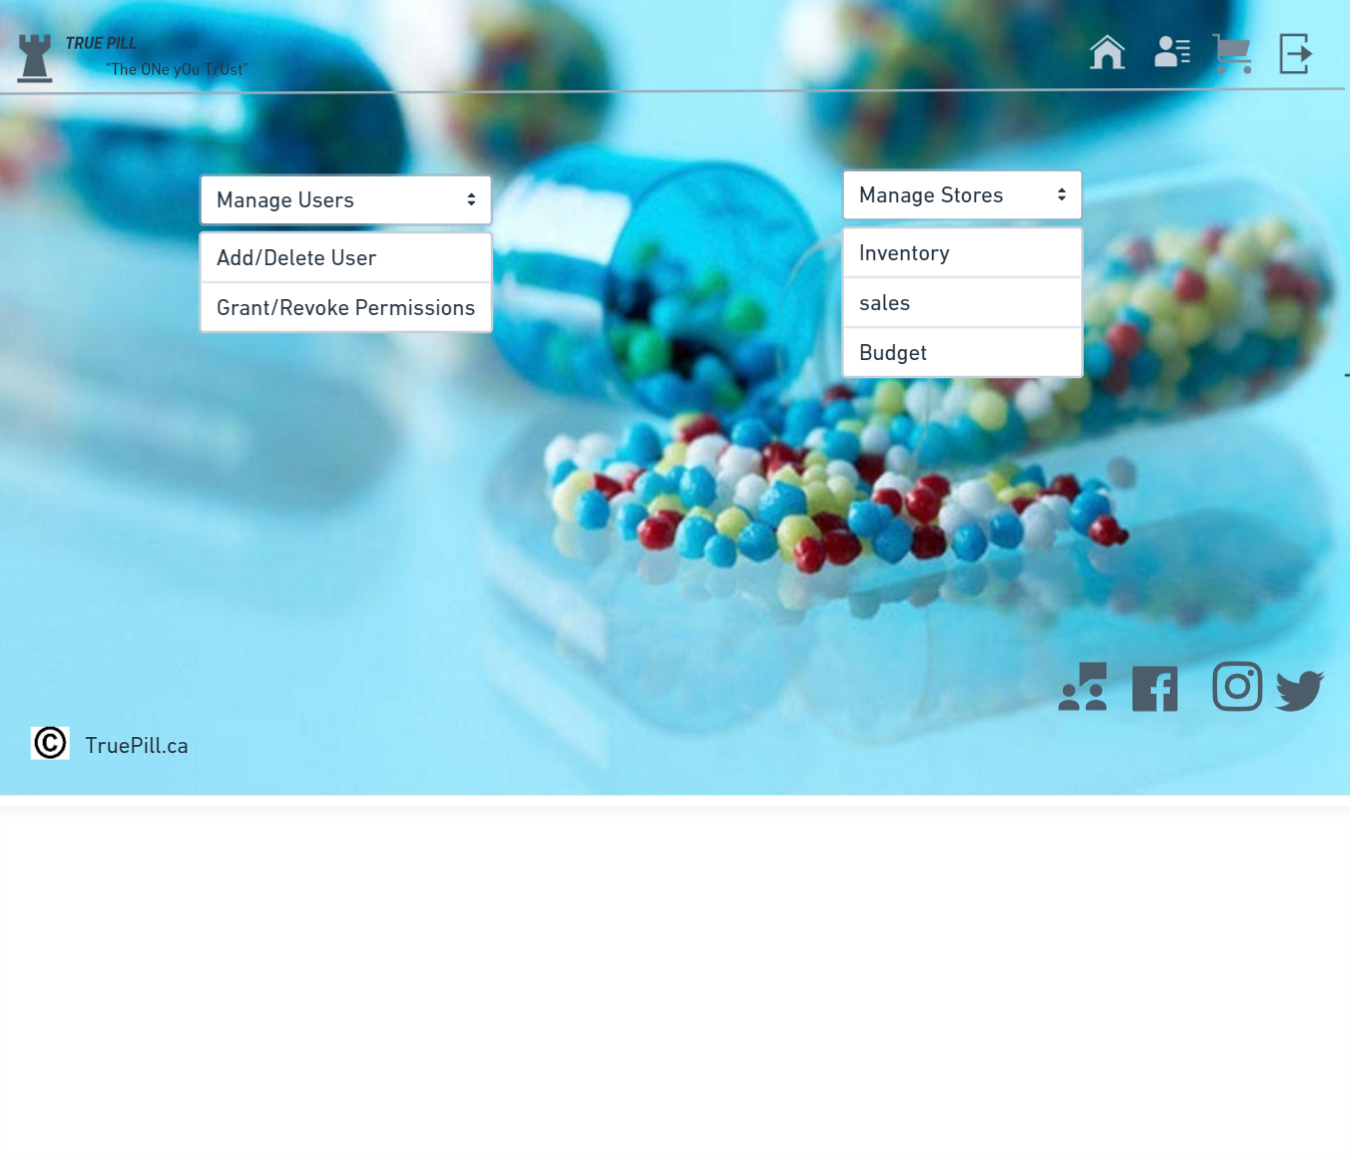 TRUE PILL
"The ONe yOu TrUst"
Manage Users
Add/Delete User
Grant/Revoke Permissions
Manage Stores
Inventory
sales
Budget
© TruePill.ca